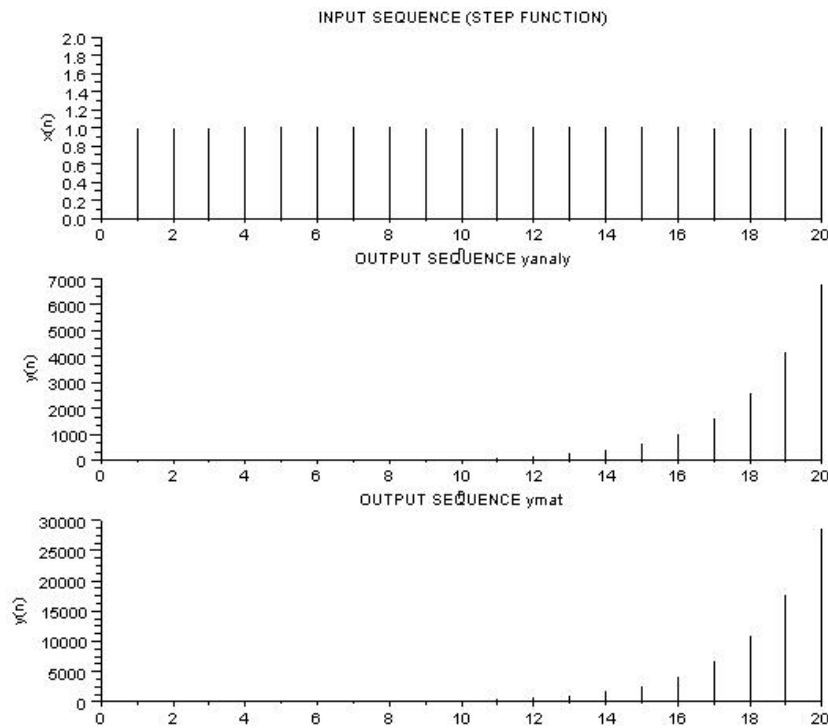 INPUT SEQUENCE (STEP FUNCTION)
2.0
1.8
1.6
1.4
1.2
1.0
0.8
0.6
0.4
0.2
0.0
x(n)
0 2 4 6 8 10 12 14 16 18 20
n
OUTPUT SEQUENCE yanaly
7000
6000
5000
4000
3000
2000
1000
0
y(n)
0 2 4 6 8 10 12 14 16 18 20
n
OUTPUT SEQUENCE ymat
30000
25000
20000
15000
10000
5000
0
y(n)
0 2 4 6 8 10 12 14 16 18 20